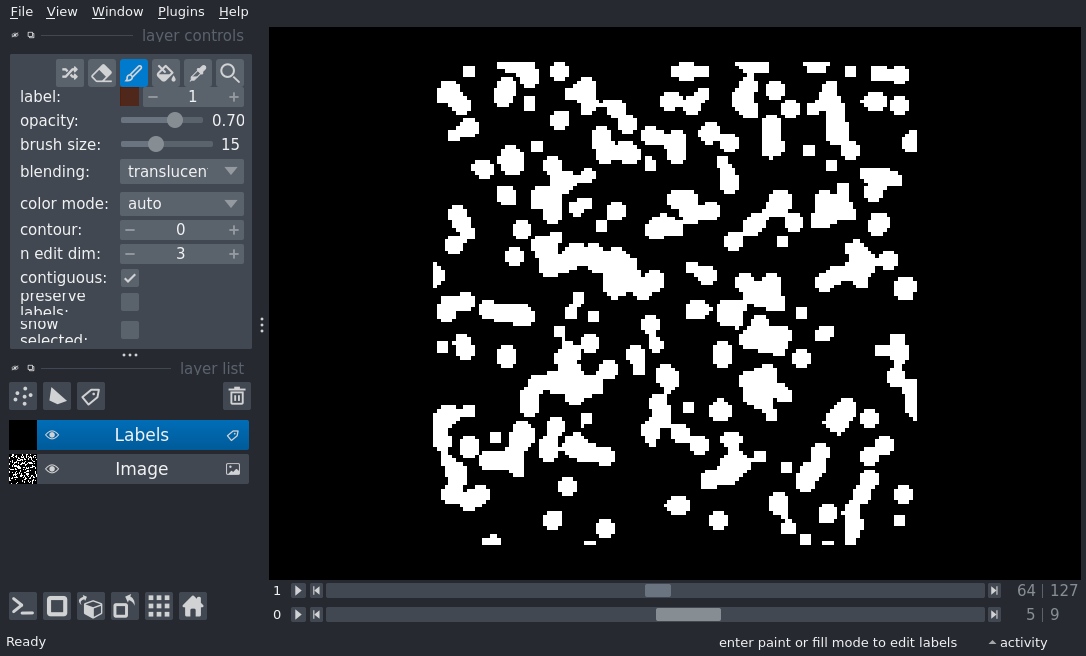 File View Window Plugins Help
layer controls
label: 1
opacity: 0.70
brush size: 15
blending: translucen
color mode: auto
contour: 0
n edit dim: 3
contiguous:
preserve
labels:
show
selected:
layer list
Labels
Image
1 64 127
0 5 9
Ready enter paint or fill mode to edit labels activity